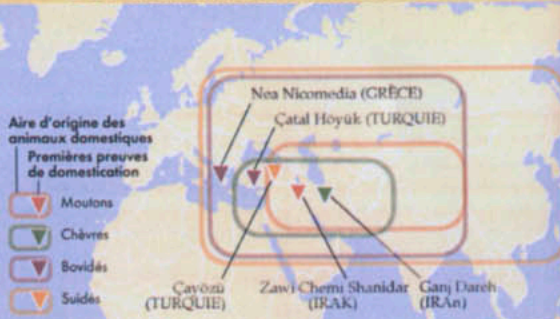 Nea Nicomedia (GRÈCE)
Çatal Höyük (TURQUIE)
Aire d'origine des
animaux domestiques
Premières preuves
de domestication
Moutons
Chèvres
Bovidés
Suidés
Çavözü
(TURQUIE)
Zawi Chemi Shanidar
(IRAK)
Ganj Dareh
(IRAn)